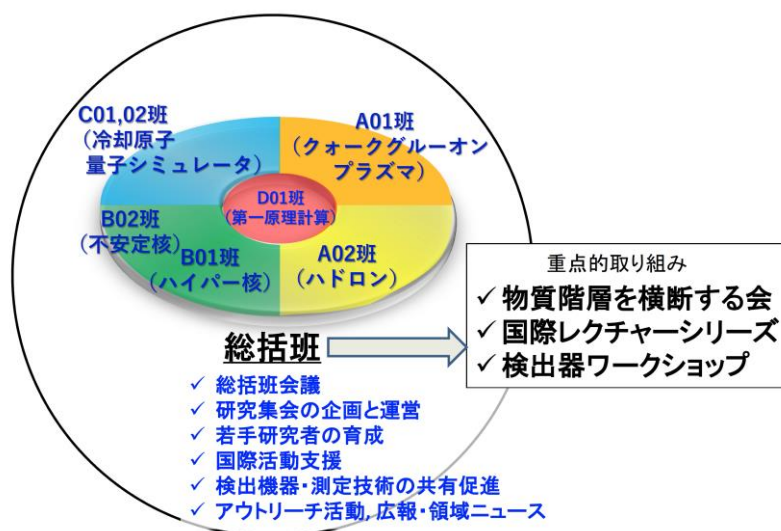 C01,02班
(冷却原子
量子シミュレータ)
A01班
(クォークグルーオン
プラズマ)
D01班
(第一原理計算)
B02班
(不安定核)
B01班
(ハイパー核)
A02班
(ハドロン)
総括班
✓ 総括班会議
✓ 研究集会の企画と運営
✓ 若手研究者の育成
✓ 国際活動支援
✓ 検出機器・測定技術の共有促進
✓ アウトリーチ活動, 広報・領域ニュース
重点的取り組み
✓ 物質階層を横断する会
✓ 国際レクチャーシリーズ
✓ 検出器ワークショップ